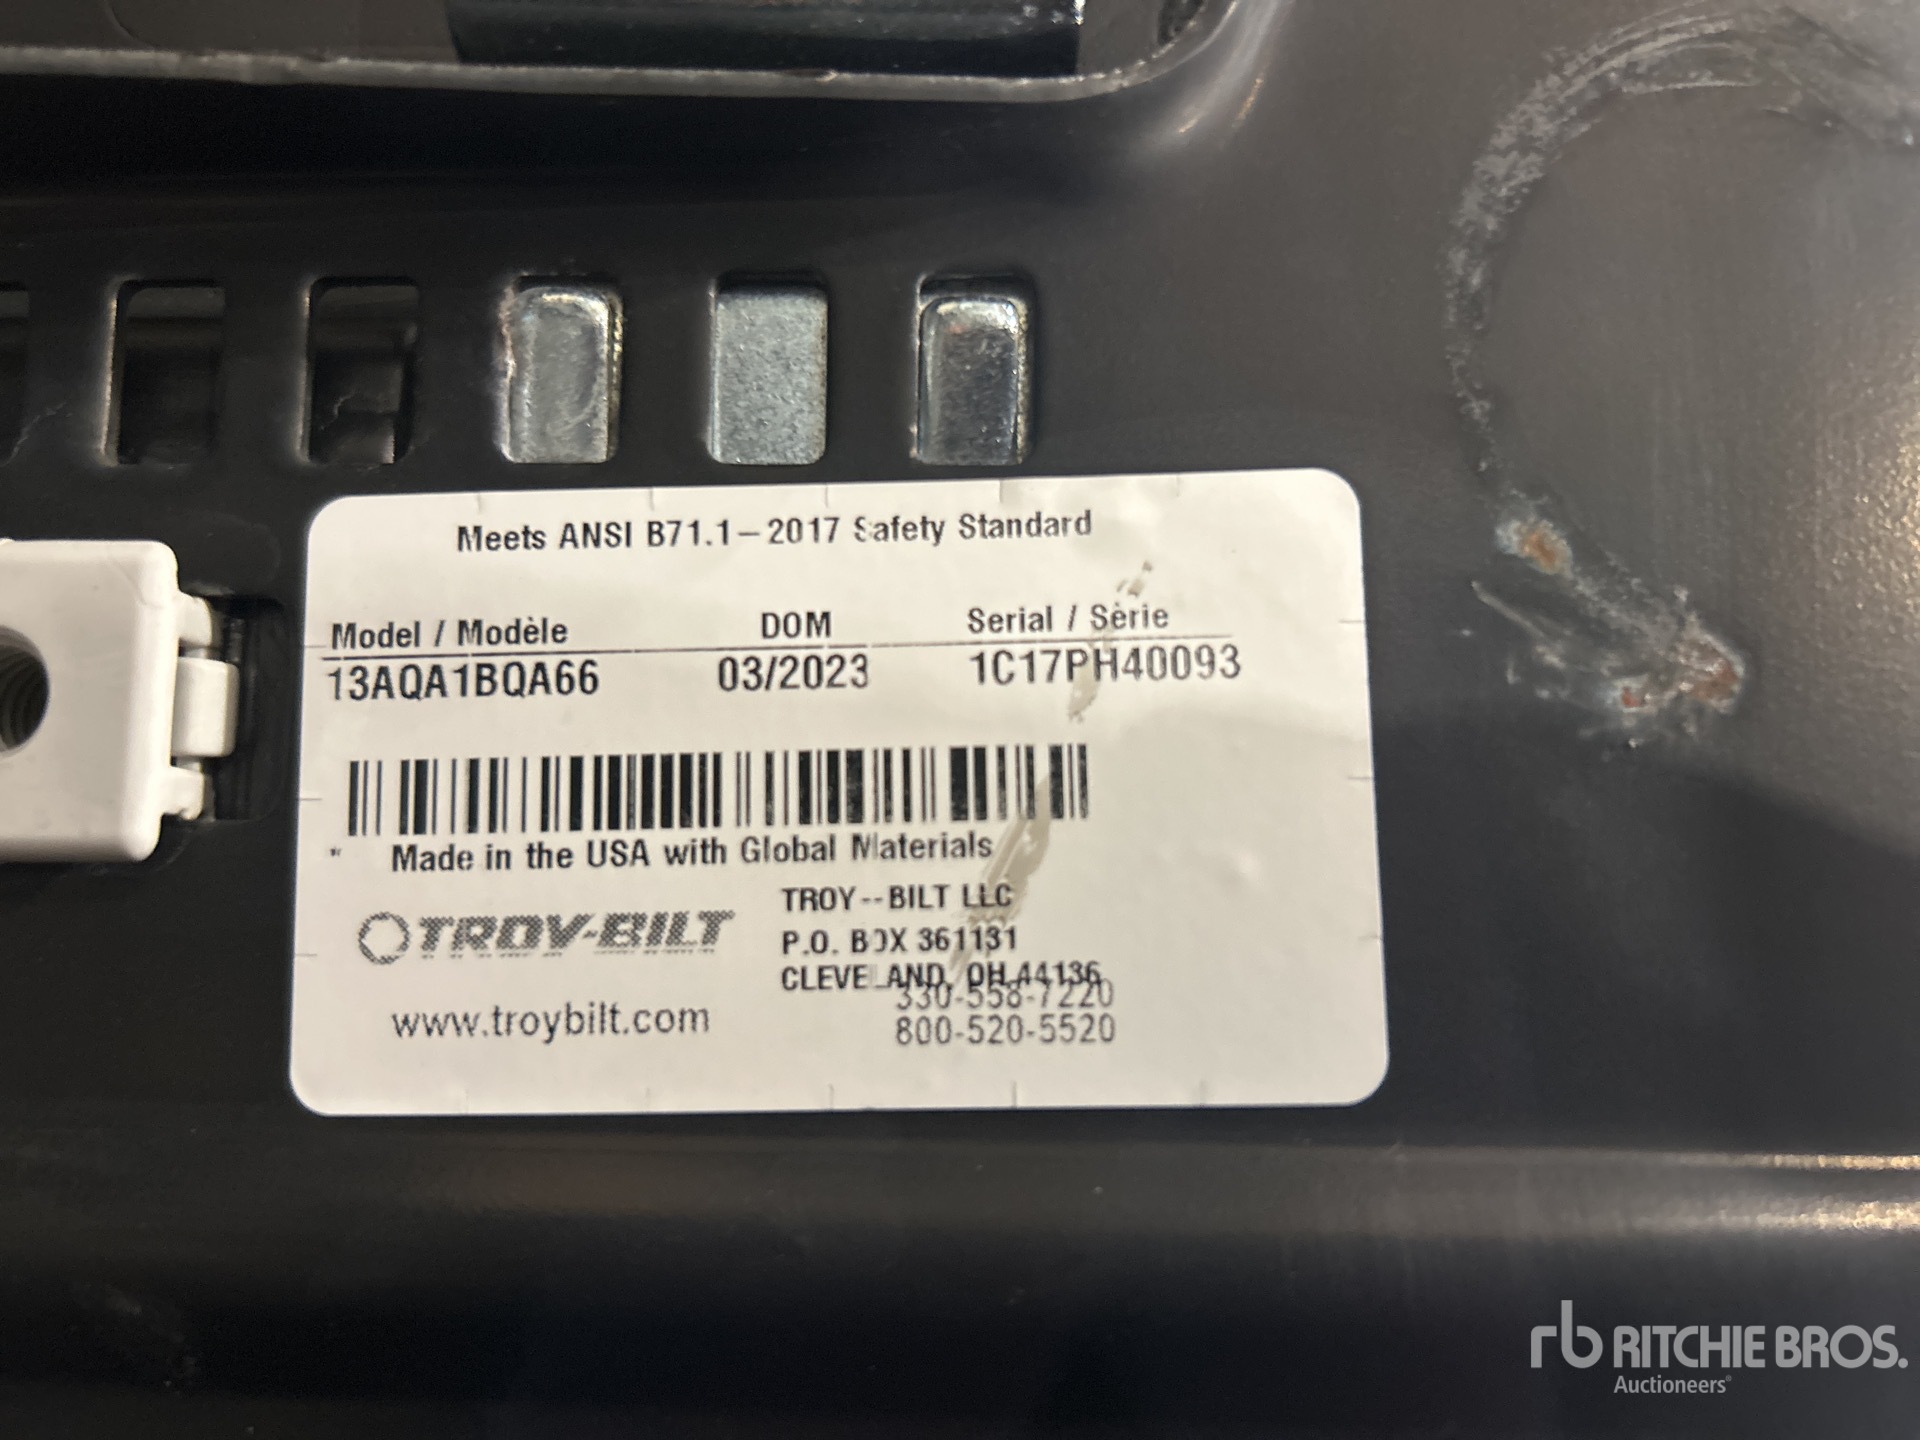 Meets ANSI B71.1-2017 Safety Standard
Model / Modèle DOM Serial / Série
13AQA1BQA66 03/2023 1C17PH40093
" Made in the USA with Global Materials
TROY-BILT
TROY--BILT LLC
P.O. BOX 361131
CLEVELAND, OH 44136
330-558-7220
www.troybilt.com
800-520-5520
rb RITCHIE BROS.
Auctioneers®